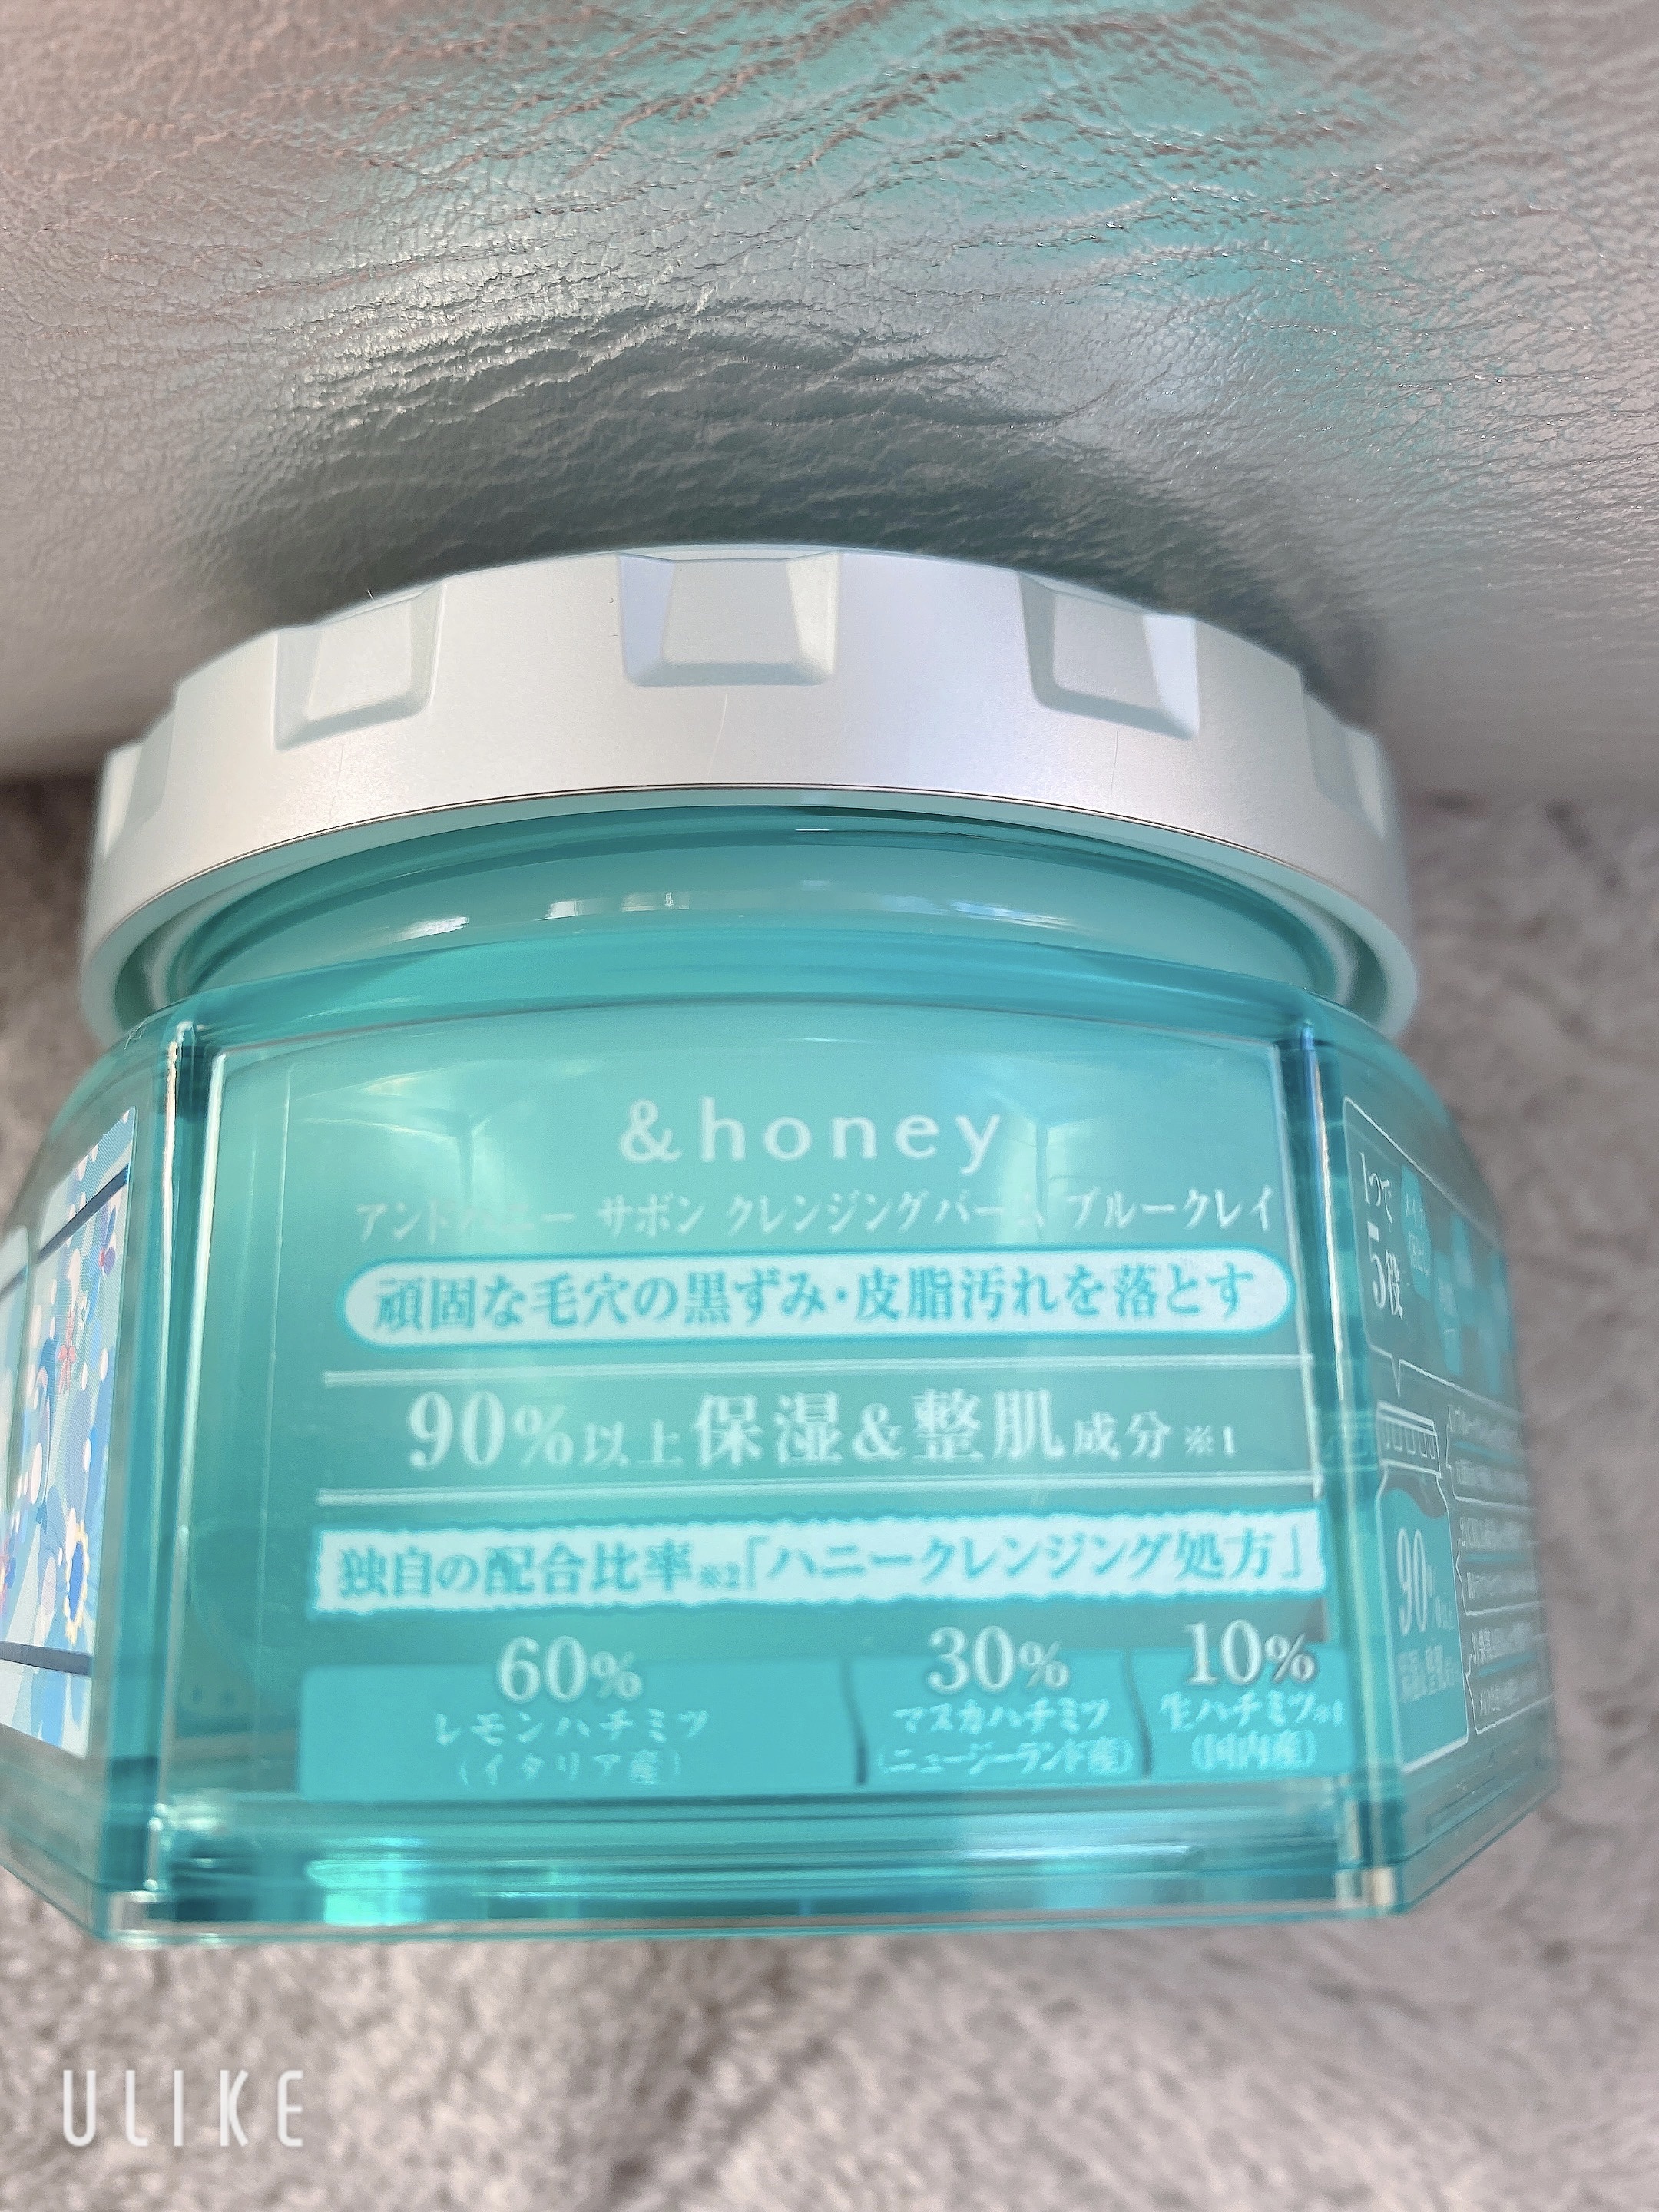 &honey
アンドハニー サボン クレンジングバーム ブルークレイ
頑固な毛穴の黒ずみ・皮脂汚れを落とす
90%以上保湿&整肌成分※1
独自の配合比率※2「ハニークレンジング処方」
60%
レモンハチミツ
(イタリア産)
30%
マヌカハチミツ
(ニュージーランド産)
10%
生ハチミツ※1
(国内産)
1つで
5役
90%
ULIKE